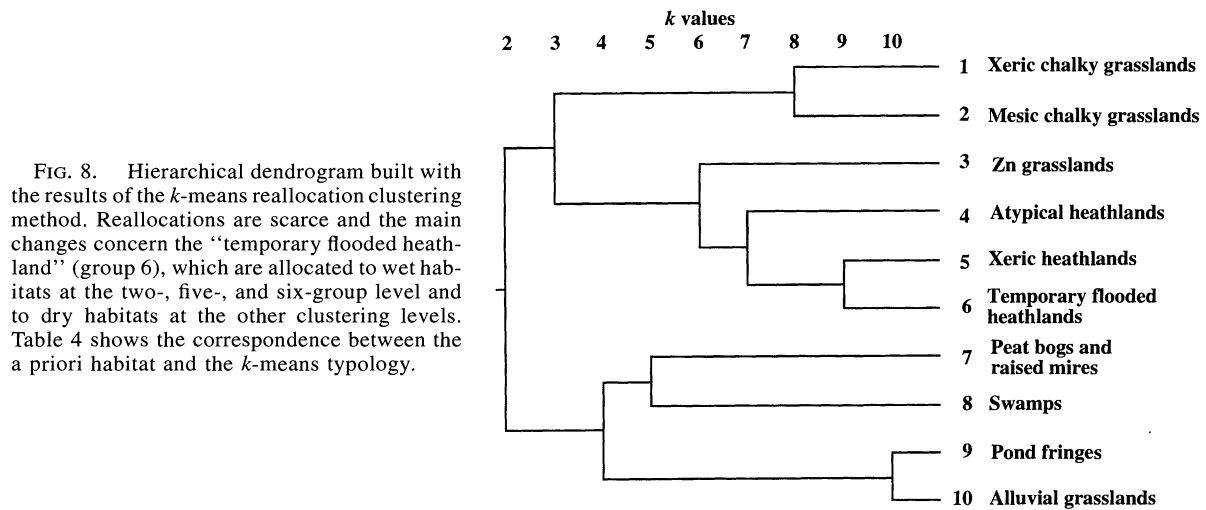 k values
2 3 4 5 6 7 8 9 10
1 Xeric chalky grasslands
2 Mesic chalky grasslands
3 Zn grasslands
4 Atypical heathlands
5 Xeric heathlands
6 Temporary flooded
heathlands
7 Peat bogs and
raised mires
8 Swamps
9 Pond fringes
10 Alluvial grasslands
FIG. 8. Hierarchical dendrogram built with
the results of the k-means reallocation clustering
method. Reallocations are scarce and the main
changes concern the “temporary flooded heath-
land” (group 6), which are allocated to wet hab-
itats at the two-, five-, and six-group level and
to dry habitats at the other clustering levels.
Table 4 shows the correspondence between the
a priori habitat and the k-means typology.